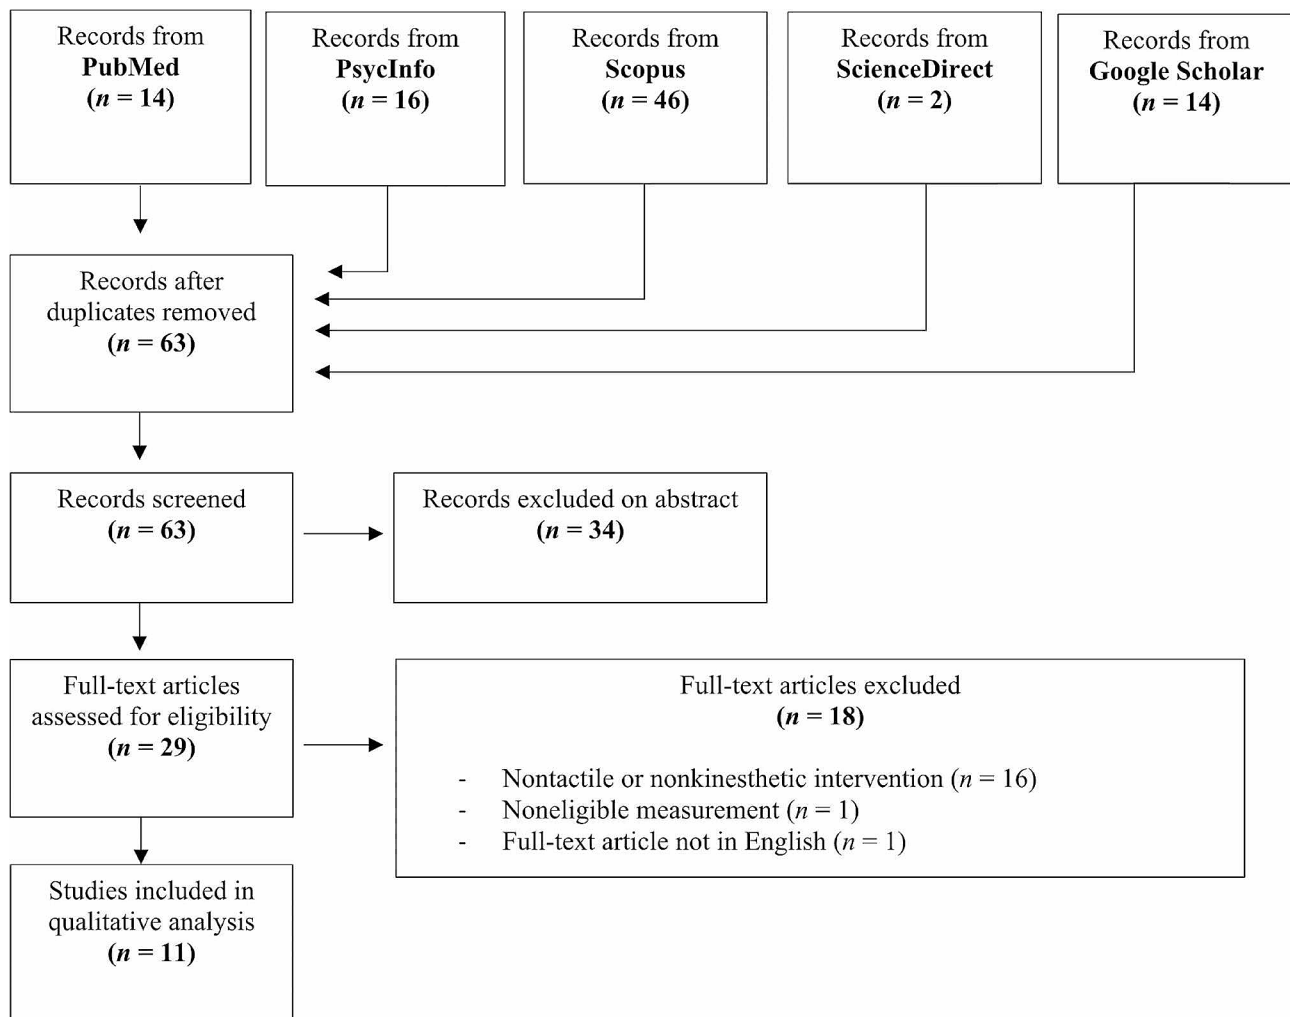 Records from
PubMed
(n = 14)
Records from
PsycInfo
(n = 16)
Records from
Scopus
(n = 46)
Records from
ScienceDirect
(n = 2)
Records from
Google Scholar
(n = 14)
Records after
duplicates removed
(n = 63)
Records screened
(n = 63)
Records excluded on abstract
(n = 34)
Full-text articles
assessed for eligibility
(n = 29)
Full-text articles excluded
(n = 18)
- Nontactile or nonkinesthetic intervention (n = 16)
- Noneligible measurement (n = 1)
- Full-text article not in English (n = 1)
Studies included in
qualitative analysis
(n = 11)